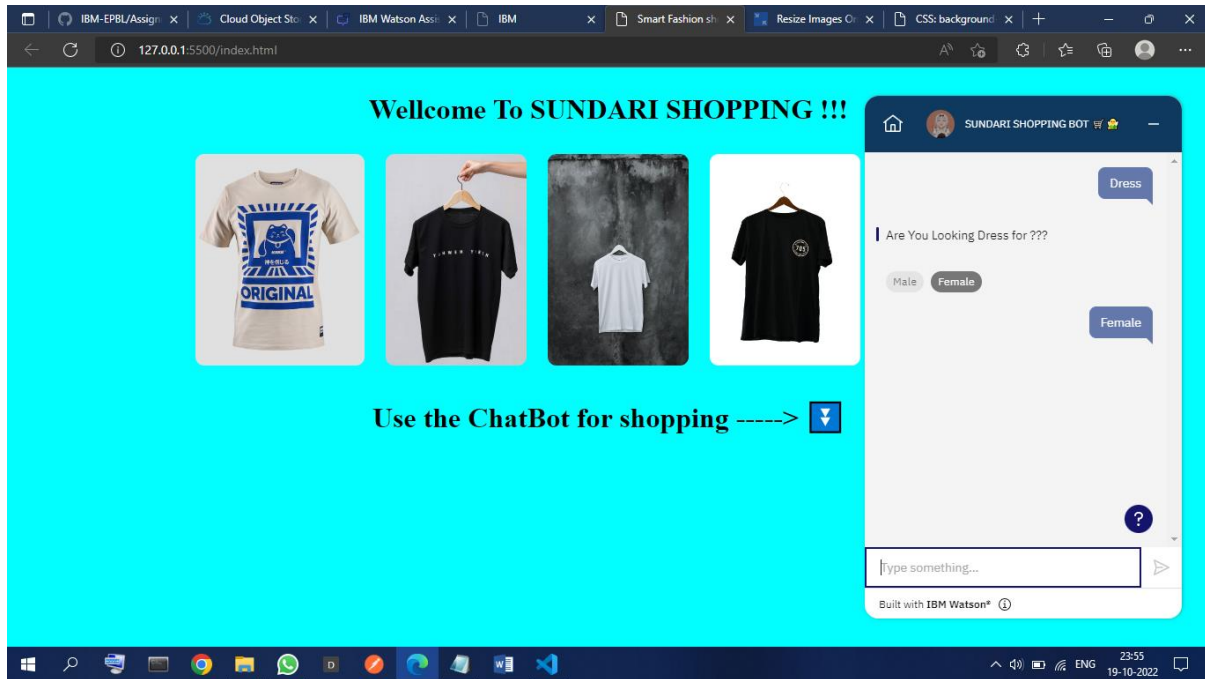 IBM-EPBL/Assign
Cloud Object Sto
IBM Watson Assi
IBM
Smart Fashion sh
Resize Images On
CSS: background
127.0.0.1:5500/index.html
Wellcome To SUNDARI SHOPPING !!!
ORIGINAL
Use the ChatBot for shopping ----->
SUNDARI SHOPPING BOT
Dress
Are You Looking Dress for ???
Male
Female
Female
?
Type something...
Built with IBM Watson®
ENG
23:55
19-10-2022